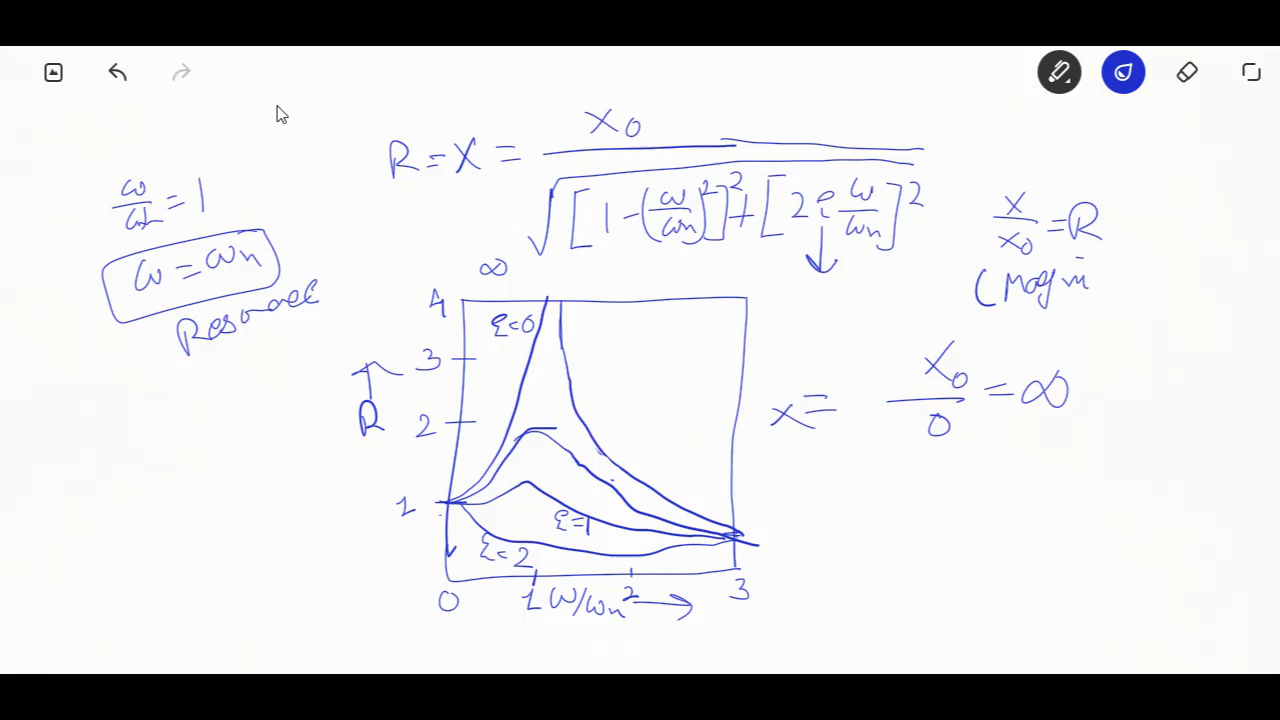 R = X = X0 / √([1 - (ω/ωn)²]² + [2ξ ω/ωn]²)
ω/ωn = 1
ω = ωn
X/X0 = R
(Magni
∞
4
ξ=0
3
R
2
X = X0/0 = ∞
1
ξ=1
ξ=2
0 1 ω/ωn 2 3